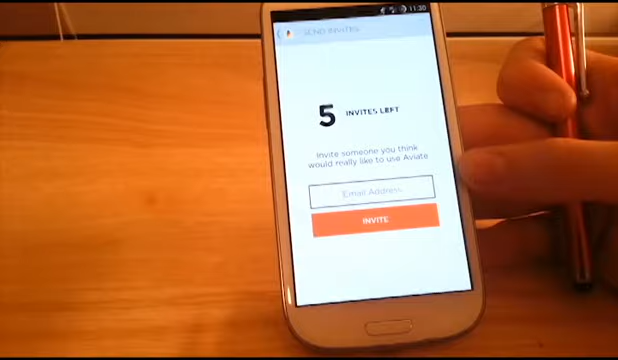 11:30
SEND INVITES
5 INVITES LEFT
Invite someone you think
would really like to use Aviate
Email Address
INVITE